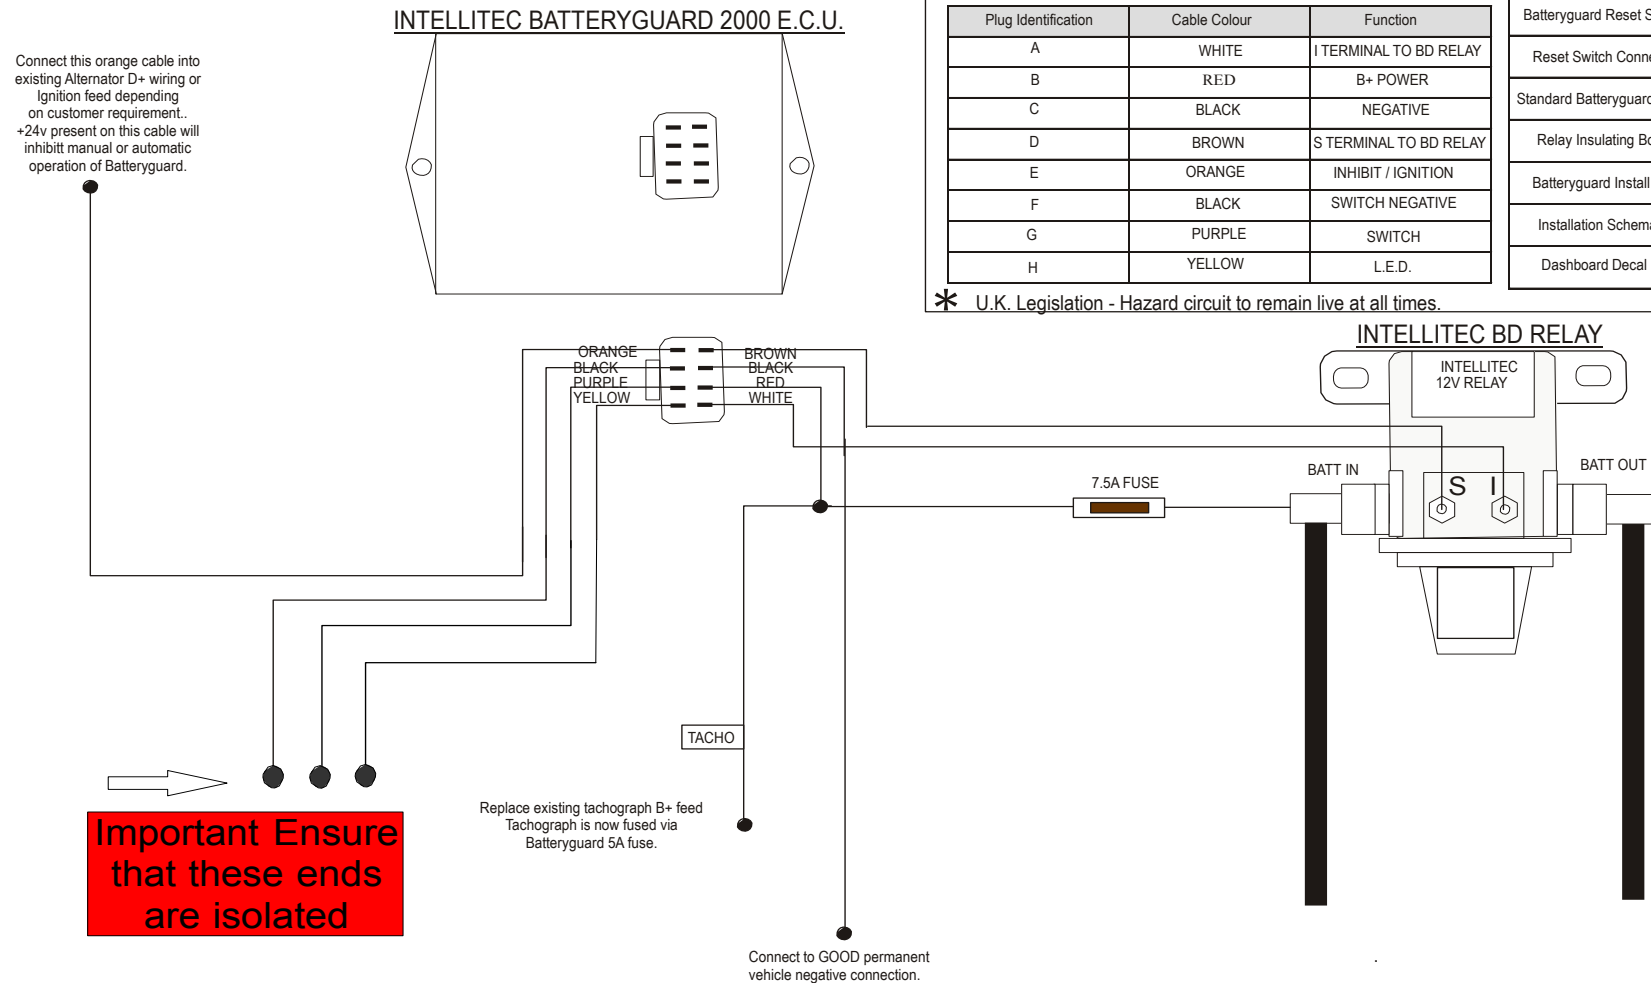 INTELLITEC BATTERYGUARD 2000 E.C.U.
Connect this orange cable into
existing Alternator D+ wiring or
Ignition feed depending
on customer requirement..
+24v present on this cable will
inhibitt manual or automatic
operation of Batteryguard.
Plug Identification Cable Colour Function
A WHITE I TERMINAL TO BD RELAY
B RED B+ POWER
C BLACK NEGATIVE
D BROWN S TERMINAL TO BD RELAY
E ORANGE INHIBIT / IGNITION
F BLACK SWITCH NEGATIVE
G PURPLE SWITCH
H YELLOW L.E.D.
Batteryguard Reset S
Reset Switch Conne
Standard Batteryguard
Relay Insulating Bo
Batteryguard Install
Installation Schema
Dashboard Decal
* U.K. Legislation - Hazard circuit to remain live at all times.
INTELLITEC BD RELAY
INTELLITEC
12V RELAY
ORANGE
BLACK
PURPLE
YELLOW
BROWN
BLACK
RED
WHITE
BATT IN
BATT OUT
S I
7.5A FUSE
TACHO
Replace existing tachograph B+ feed
Tachograph is now fused via
Batteryguard 5A fuse.
Important Ensure
that these ends
are isolated
Connect to GOOD permanent
vehicle negative connection.